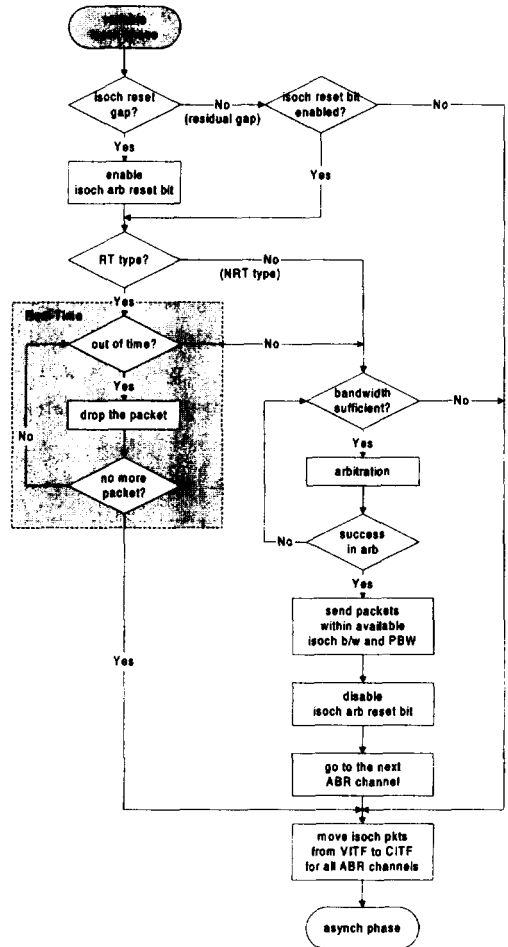 isoch reset
gap?
No
(residual gap)
isoch reset bit
enabled?
No
Yes
enable
isoch arb reset bit
Yes
RT type?
No
(NRT type)
Yes
Real-Time
out of time?
No
Yes
drop the packet
No
no more
packet?
bandwidth
sufficient?
No
Yes
arbitration
success
in arb
No
Yes
send packets
within available
isoch b/w and PBW
Yes
disable
isoch arb reset bit
go to the next
ABR channel
move isoch pkts
from VITF to CITF
for all ABR channels
asynch phase